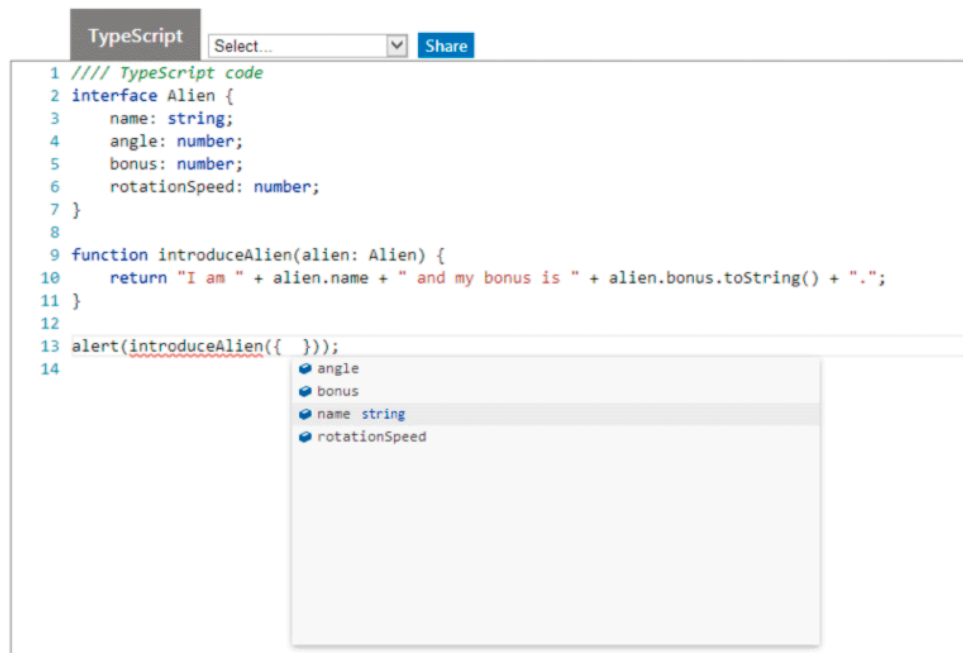 TypeScript
Select...
Share
1 //// TypeScript code
2 interface Alien {
3     name: string;
4     angle: number;
5     bonus: number;
6     rotationSpeed: number;
7 }
8
9 function introduceAlien(alien: Alien) {
10     return "I am " + alien.name + " and my bonus is " + alien.bonus.toString() + ".";
11 }
12
13 alert(introduceAlien({  }));
14
angle
bonus
name string
rotationSpeed